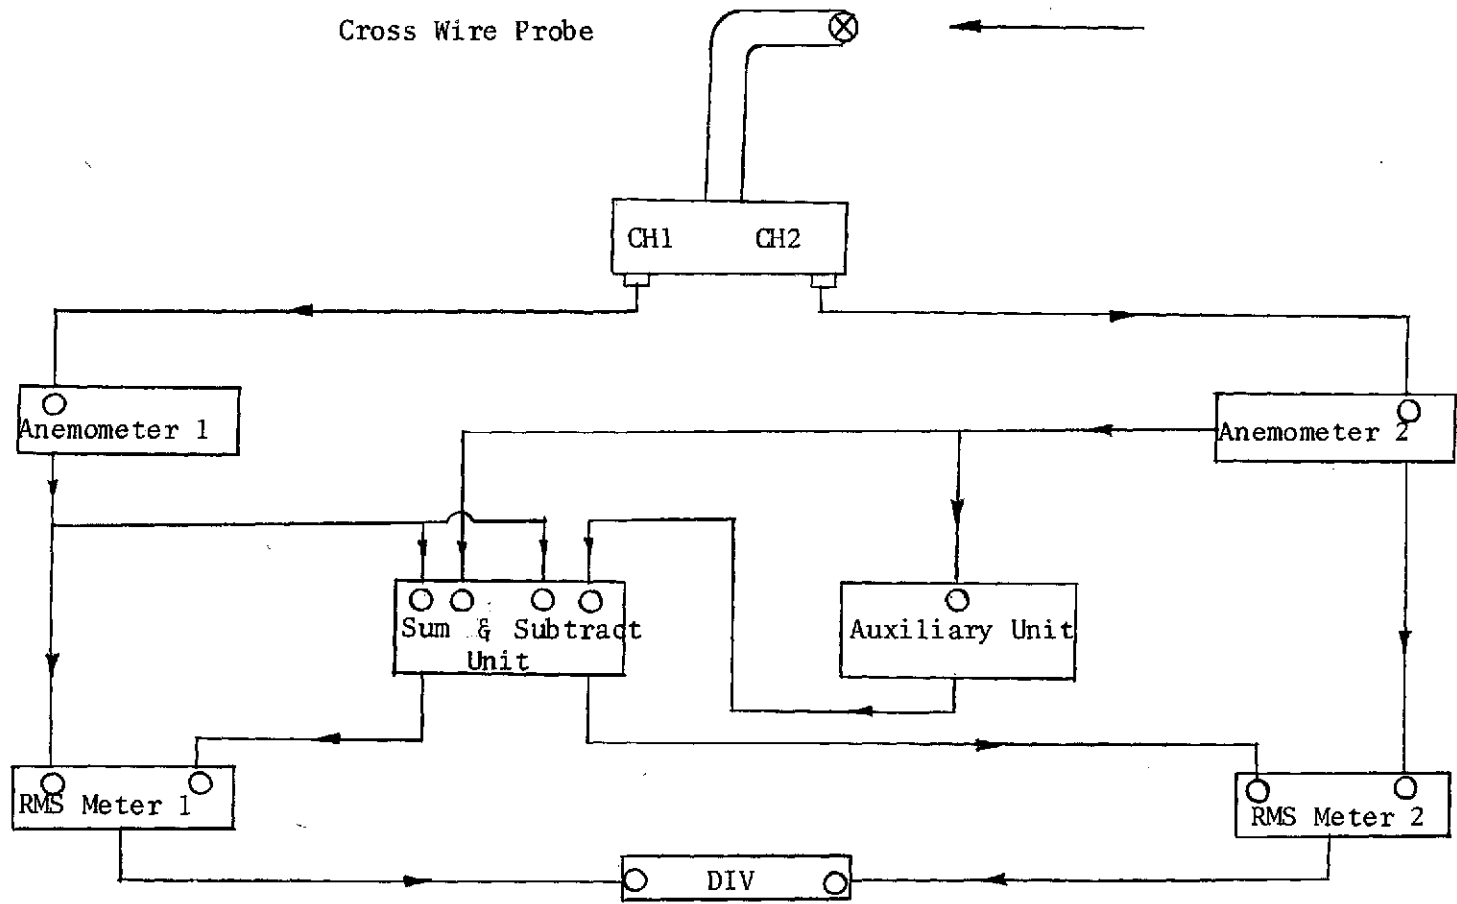 Cross Wire Probe
CH1 CH2
Anemometer 1
Anemometer 2
Sum & Subtract
Unit
Auxiliary Unit
RMS Meter 1
RMS Meter 2
DIV